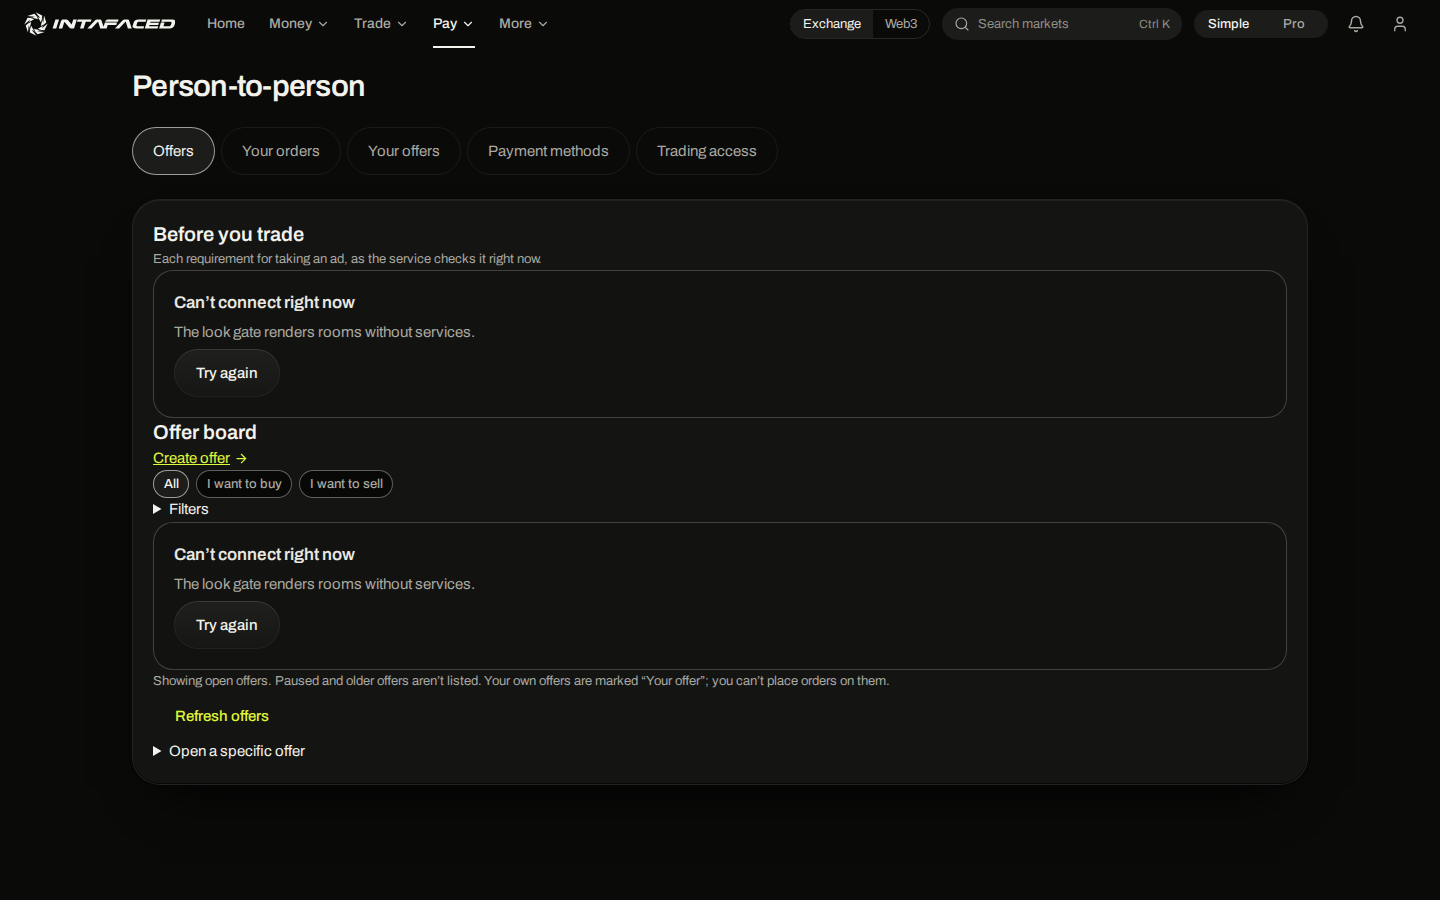 INTAFACED
Home
Money
Trade
Pay
More
Exchange
Web3
Search markets
Ctrl K
Simple
Pro
Person-to-person
Offers
Your orders
Your offers
Payment methods
Trading access
Before you trade
Each requirement for taking an ad, as the service checks it right now.
Can’t connect right now
The look gate renders rooms without services.
Try again
Offer board
Create offer →
All
I want to buy
I want to sell
Filters
Can’t connect right now
The look gate renders rooms without services.
Try again
Showing open offers. Paused and older offers aren’t listed. Your own offers are marked “Your offer”; you can’t place orders on them.
Refresh offers
Open a specific offer